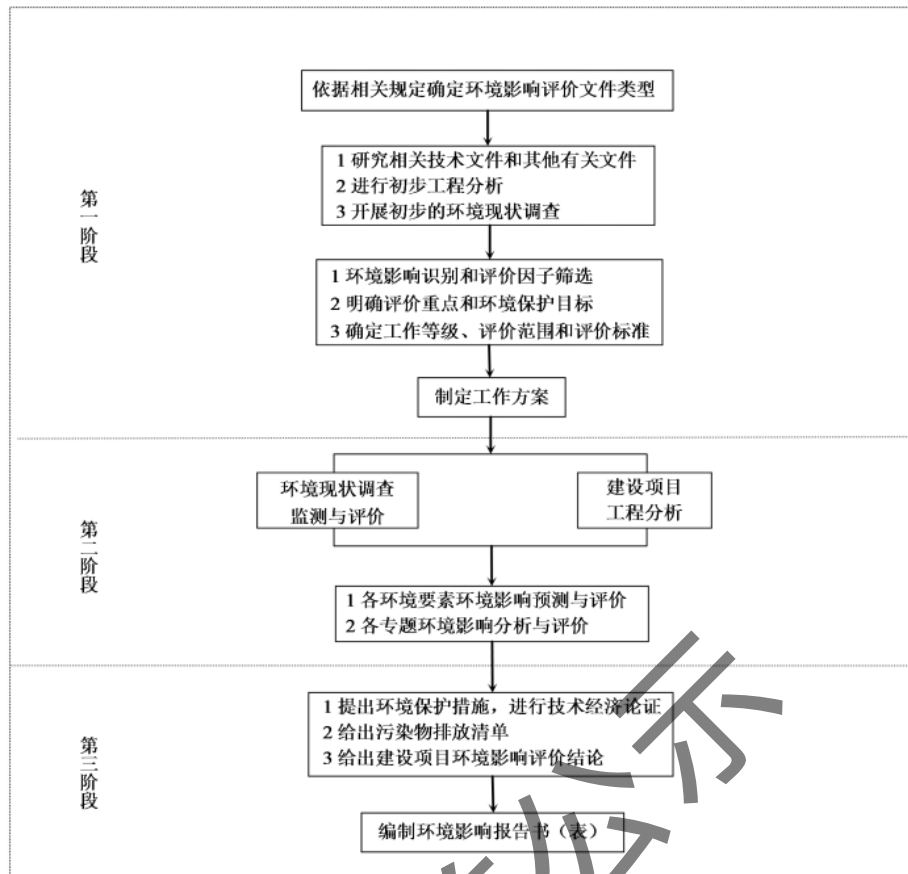 依据相关规定确定环境影响评价文件类型
1 研究相关技术文件和其他有关文件
2 进行初步工程分析
3 开展初步的环境现状调查
第一阶段
1 环境影响识别和评价因子筛选
2 明确评价重点和环境保护目标
3 确定工作等级、评价范围和评价标准
制定工作方案
环境现状调查
监测与评价
建设项目
工程分析
第二阶段
1 各环境要素环境影响预测与评价
2 各专题环境影响分析与评价
1 提出环境保护措施，进行技术经济论证
2 给出污染物排放清单
3 给出建设项目环境影响评价结论
第三阶段
编制环境影响报告书（表）
公示